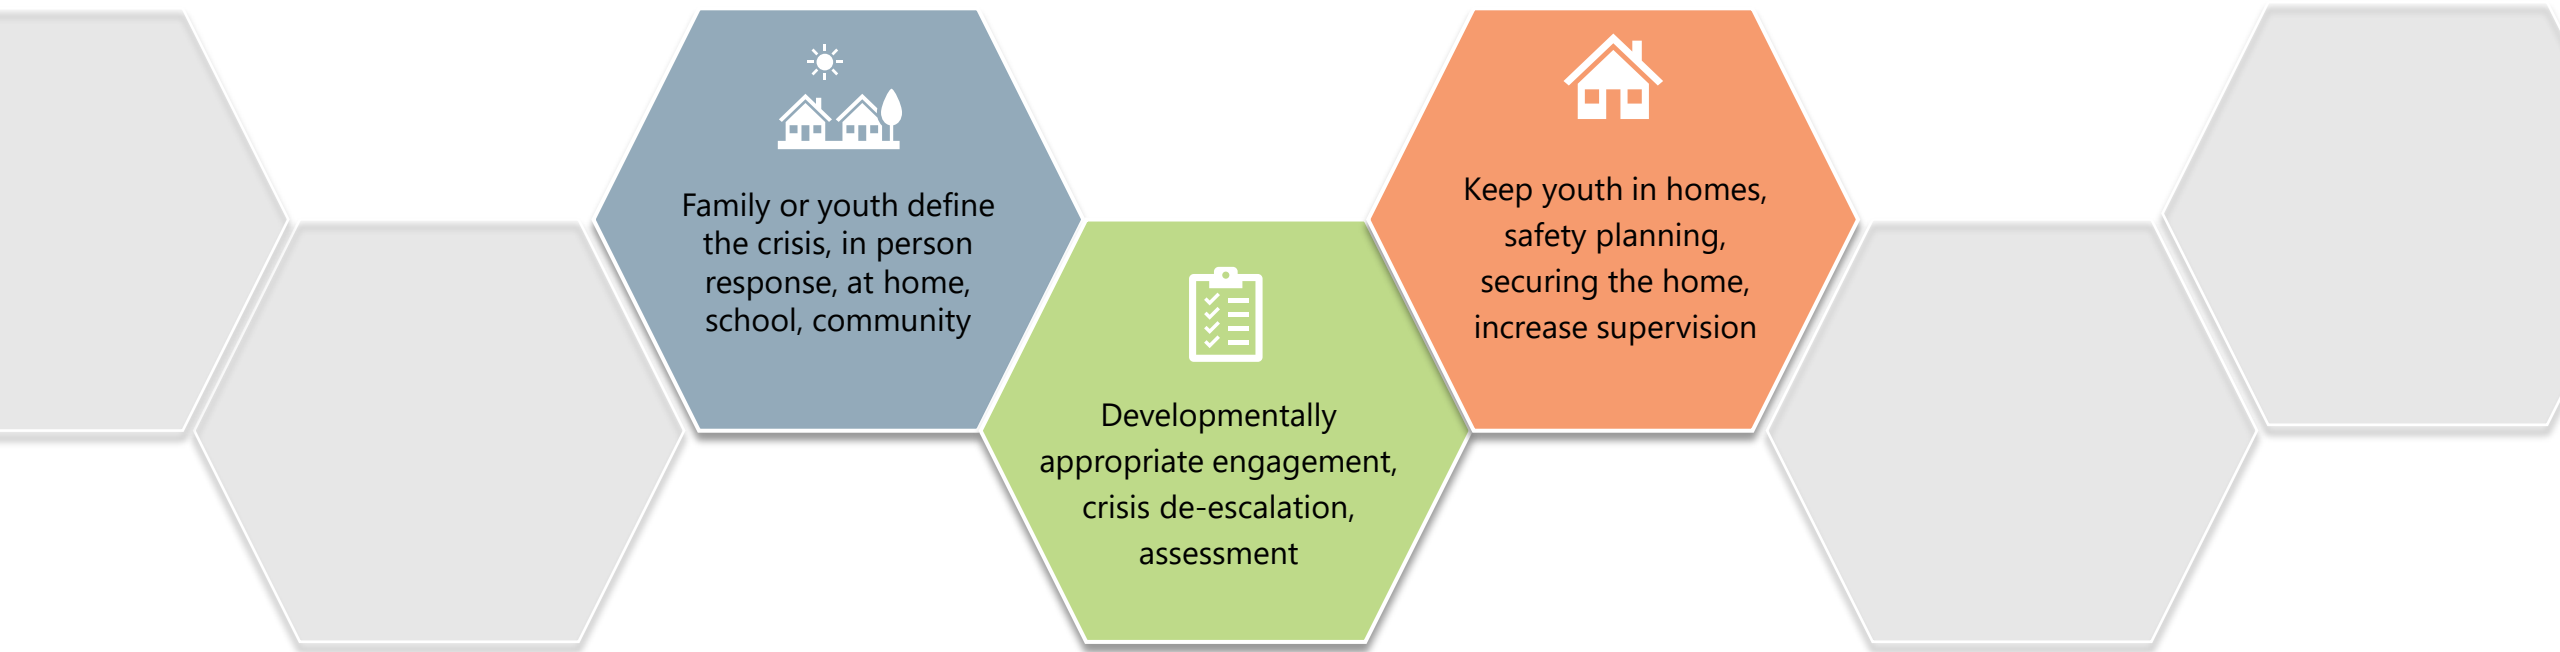 Family or youth define
the crisis, in person
response, at home,
school, community
Developmentally
appropriate engagement,
crisis de-escalation,
assessment
Keep youth in homes,
safety planning,
securing the home,
increase supervision